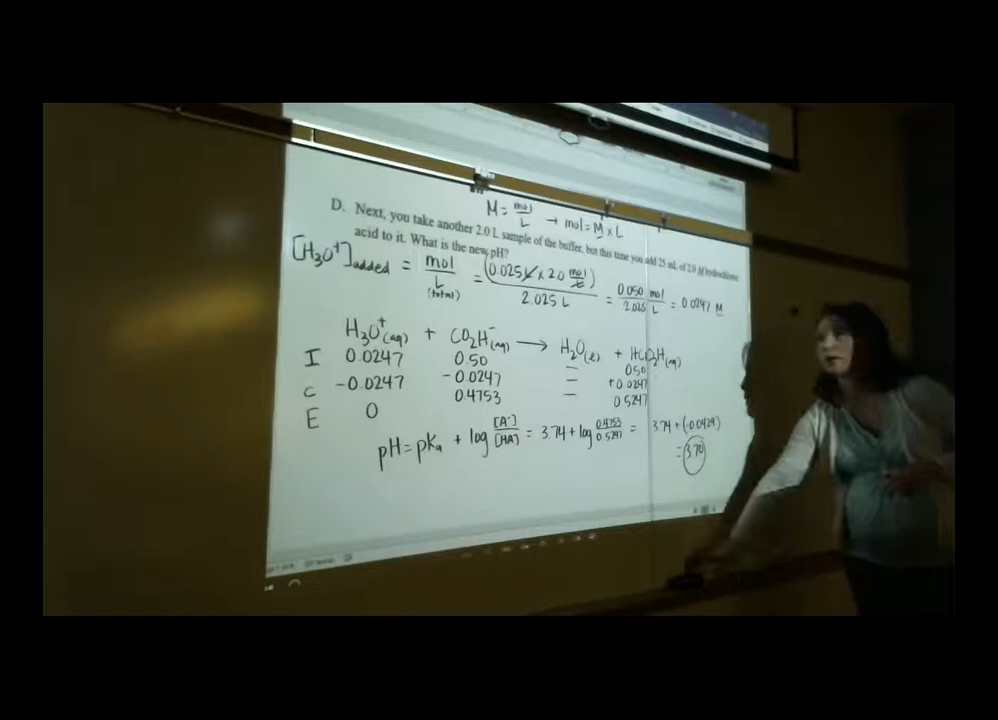 M = mol/L → mol = M x L
D. Next, you take another 2.0 L sample of the buffer, but this time you add 25 mL of 2.0 M hydrochloric
acid to it. What is the new pH?
[H₃O⁺]added = mol/L (total) = (0.025 L x 2.0 mol/L)/2.025 L = 0.050/2.025 mol/L = 0.0247 M
H₃O⁺(aq) + CO₂H⁻(aq) → H₂O(l) + HCO₂H(aq)
I 0.0247 0.50 — 0.50
C -0.0247 -0.0247 — +0.0247
E 0 0.4753 — 0.5247
pH = pKa + log [A⁻]/[HA] = 3.74 + log 0.4753/0.5247 = 3.74 + (-0.0429)
= 3.70